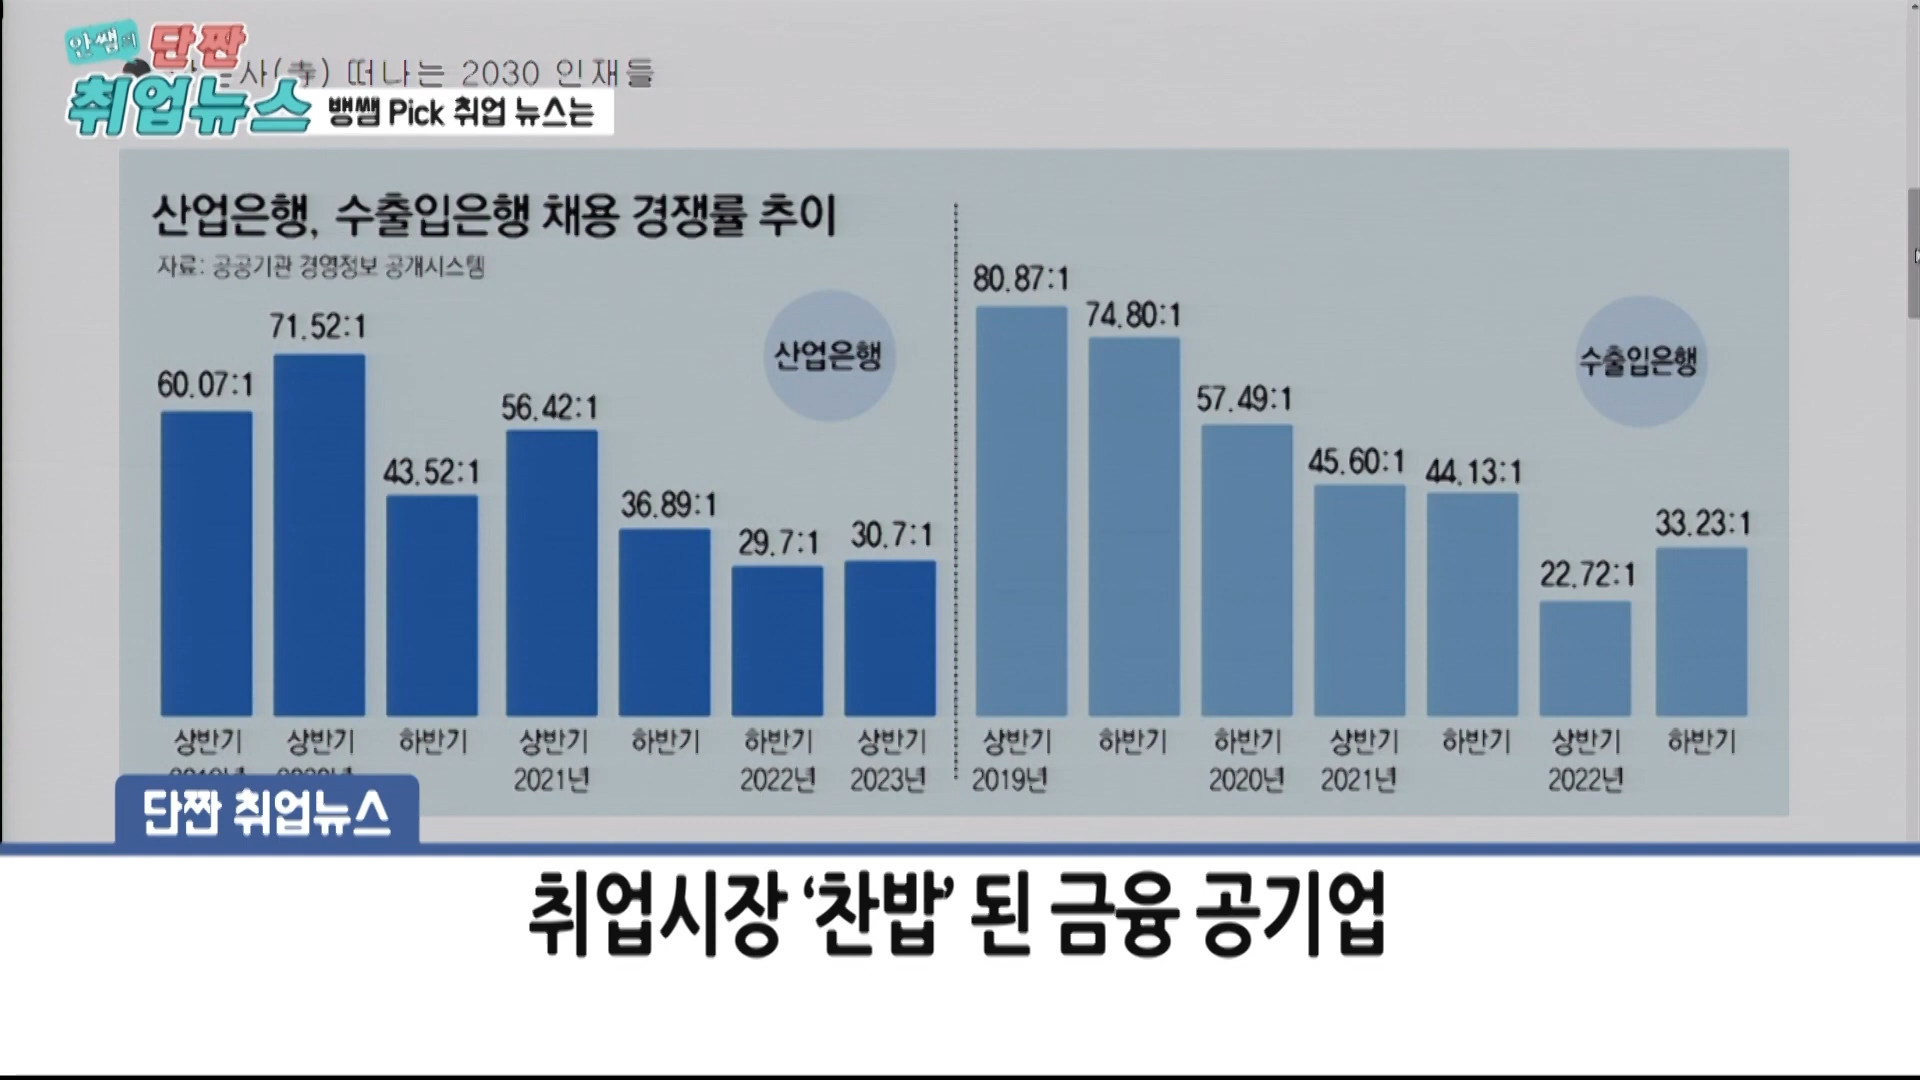 안쌤의 단짠
취업뉴스
사(寺) 떠나는 2030 인재들
뱅쌤 Pick 취업 뉴스는
산업은행, 수출입은행 채용 경쟁률 추이
자료: 공공기관 경영정보 공개시스템
산업은행
60.07:1
71.52:1
43.52:1
56.42:1
36.89:1
29.7:1
30.7:1
상반기 상반기 하반기 상반기 하반기 하반기 상반기
2021년 2022년 2023년
수출입은행
80.87:1
74.80:1
57.49:1
45.60:1
44.13:1
22.72:1
33.23:1
상반기 하반기 하반기 상반기 하반기 상반기 하반기
2019년 2020년 2021년 2022년
단짠 취업뉴스
취업시장 ‘찬밥’ 된 금융 공기업